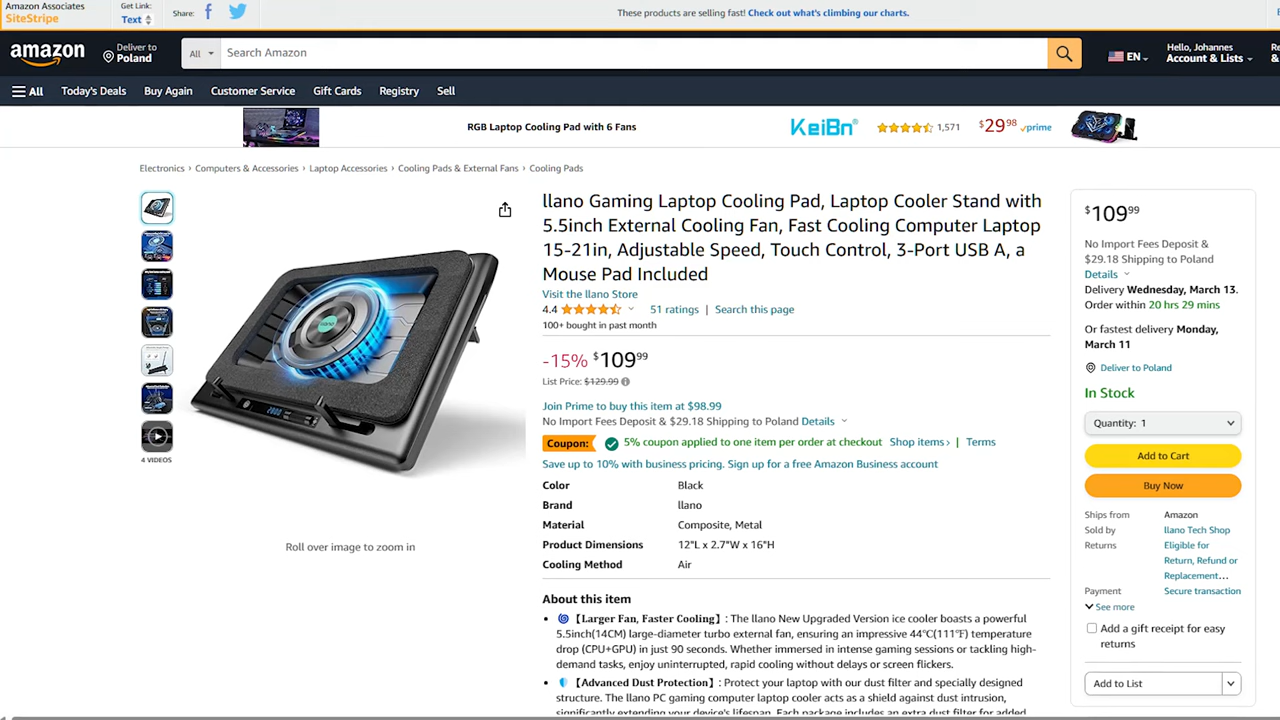 Amazon Associates
SiteStripe
Get Link:
Text
Share:
These products are selling fast! Check out what's climbing our charts.
amazon
Deliver to
Poland
All
Search Amazon
EN
Hello, Johannes
Account & Lists
All
Today's Deals
Buy Again
Customer Service
Gift Cards
Registry
Sell
RGB Laptop Cooling Pad with 6 Fans
KeiBn®
1,571
$29.98
prime
Electronics › Computers & Accessories › Laptop Accessories › Cooling Pads & External Fans › Cooling Pads
llano Gaming Laptop Cooling Pad, Laptop Cooler Stand with
5.5inch External Cooling Fan, Fast Cooling Computer Laptop
15-21in, Adjustable Speed, Touch Control, 3-Port USB A, a
Mouse Pad Included
Visit the llano Store
4.4
51 ratings | Search this page
100+ bought in past month
-15% $109.99
List Price: $129.99
Join Prime to buy this item at $98.99
No Import Fees Deposit & $29.18 Shipping to Poland Details
Coupon: 5% coupon applied to one item per order at checkout Shop items › | Terms
Save up to 10% with business pricing. Sign up for a free Amazon Business account
Color Black
Brand llano
Material Composite, Metal
Product Dimensions 12"L x 2.7"W x 16"H
Cooling Method Air
About this item
• 【Larger Fan, Faster Cooling】: The llano New Upgraded Version ice cooler boasts a powerful
5.5inch(14CM) large-diameter turbo external fan, ensuring an impressive 44℃(111℉) temperature
drop (CPU+GPU) in just 90 seconds. Whether immersed in intense gaming sessions or tackling high-
demand tasks, enjoy uninterrupted, rapid cooling without delays or screen flickers.
• 【Advanced Dust Protection】: Protect your laptop with our dust filter and specially designed
structure. The llano PC gaming computer laptop cooler acts as a shield against dust intrusion,
significantly extending your device's lifespan. Each package includes an extra dust filter for added
llano
2800
4 VIDEOS
Roll over image to zoom in
$109.99
No Import Fees Deposit &
$29.18 Shipping to Poland
Details
Delivery Wednesday, March 13.
Order within 20 hrs 29 mins
Or fastest delivery Monday,
March 11
Deliver to Poland
In Stock
Quantity: 1
Add to Cart
Buy Now
Ships from Amazon
Sold by llano Tech Shop
Returns Eligible for
Return, Refund or
Replacement…
Payment Secure transaction
See more
Add a gift receipt for easy
returns
Add to List